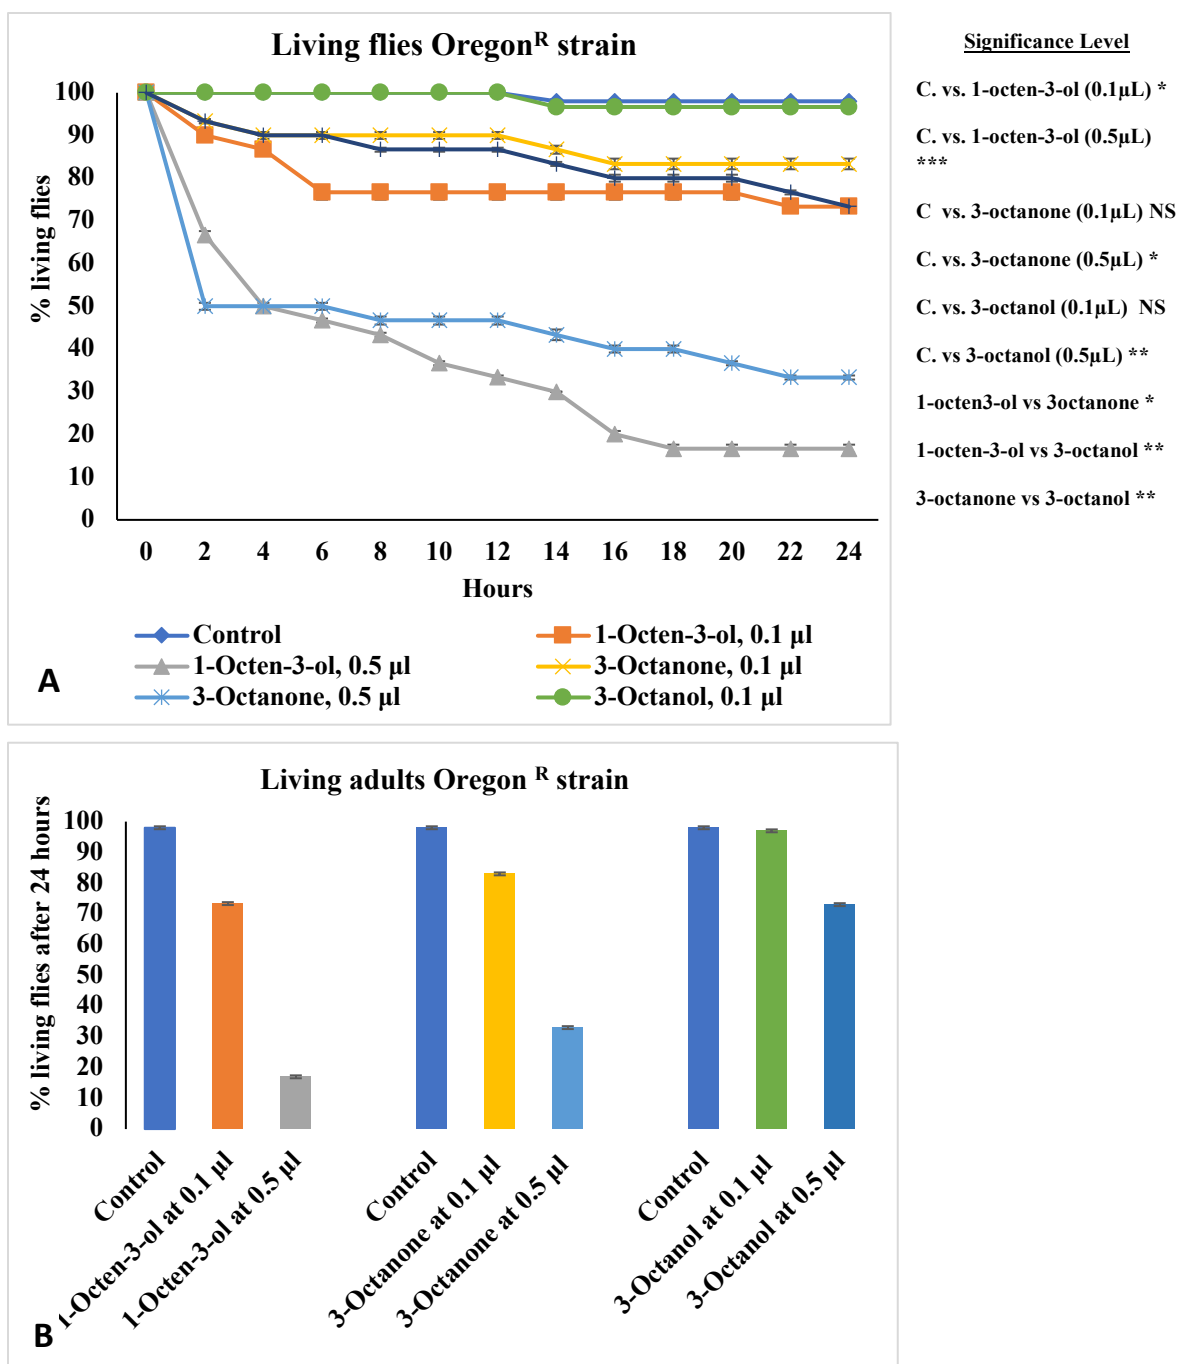 Living flies Oregonᴿ strain
% living flies
100
90
80
70
60
50
40
30
20
10
0
0 2 4 6 8 10 12 14 16 18 20 22 24
Hours
Control
1-Octen-3-ol, 0.1 µl
1-Octen-3-ol, 0.5 µl
3-Octanone, 0.1 µl
3-Octanone, 0.5 µl
3-Octanol, 0.1 µl
A
Significance Level
C. vs. 1-octen-3-ol (0.1µL) *
C. vs. 1-octen-3-ol (0.5µL)
***
C vs. 3-octanone (0.1µL) NS
C. vs. 3-octanone (0.5µL) *
C. vs. 3-octanol (0.1µL) NS
C. vs 3-octanol (0.5µL) **
1-octen3-ol vs 3octanone *
1-octen-3-ol vs 3-octanol **
3-octanone vs 3-octanol **
Living adults Oregon ᴿ strain
% living flies after 24 hours
100
90
80
70
60
50
40
30
20
10
0
Control
1-Octen-3-ol at 0.1 µl
1-Octen-3-ol at 0.5 µl
Control
3-Octanone at 0.1 µl
3-Octanone at 0.5 µl
Control
3-Octanol at 0.1 µl
3-Octanol at 0.5 µl
B